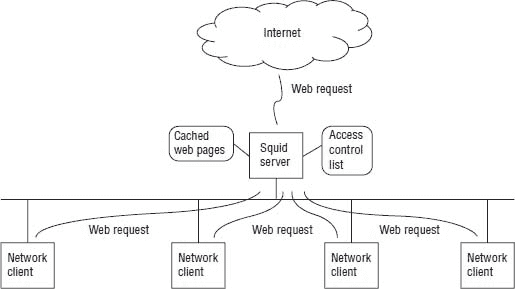 Internet
Web request
Cached
web pages
Squid
server
Access
control
list
Web request
Web request
Web request
Network
client
Network
client
Network
client
Network
client